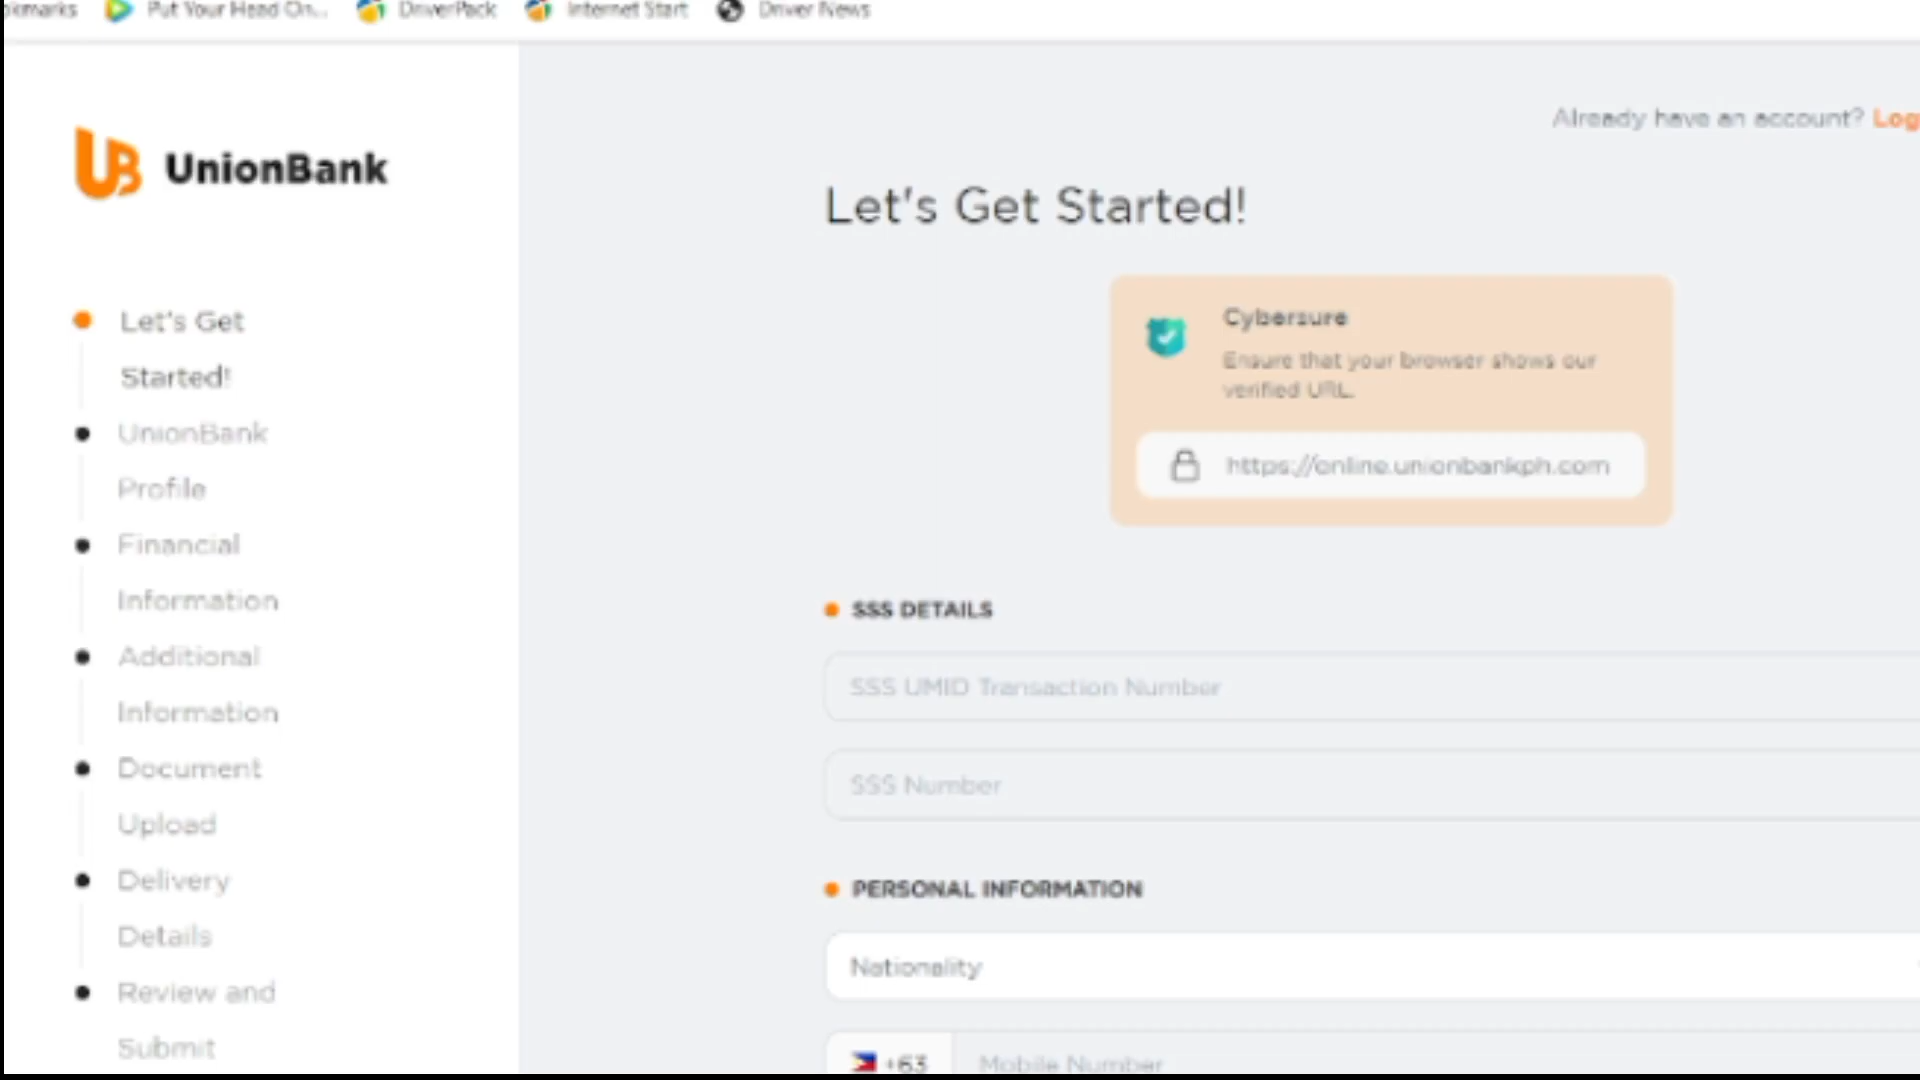 kmarks Put Your Head On... DriverPack Internet Start Driver News
Already have an account? Log
UnionBank
Let's Get Started!
Cybersure
Ensure that your browser shows our
verified URL.
https://online.unionbankph.com
Let's Get
Started!
UnionBank
Profile
Financial
Information
Additional
Information
Document
Upload
Delivery
Details
Review and
Submit
SSS DETAILS
SSS UMID Transaction Number
SSS Number
PERSONAL INFORMATION
Nationality
+63 Mobile Number